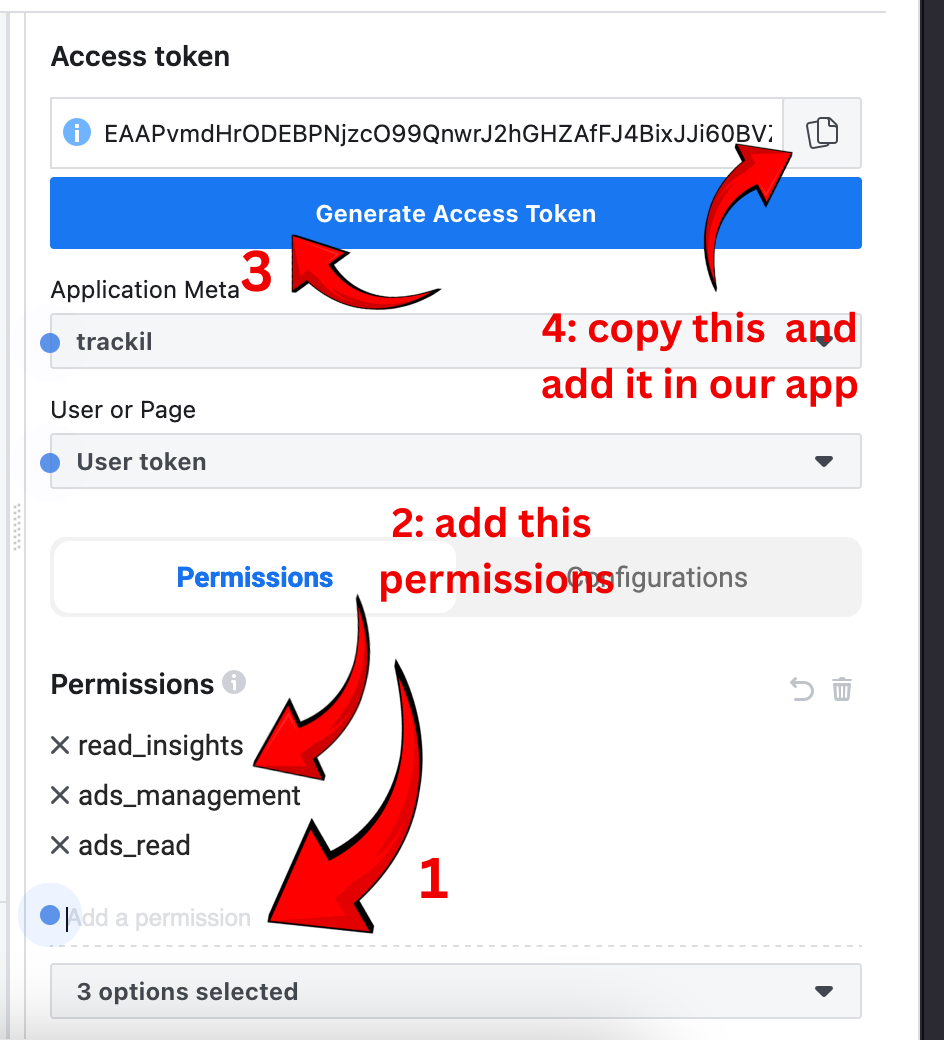 Access token
EAAPvmdHrODEBPNjzcO99QnwrJ2hGHZAfFJ4BixJJi60BVZ
Generate Access Token
3
Application Meta
trackil
4: copy this and
add it in our app
User or Page
User token
2: add this
permissions
Permissions
Configurations
Permissions
read_insights
ads_management
ads_read
1
Add a permission
3 options selected